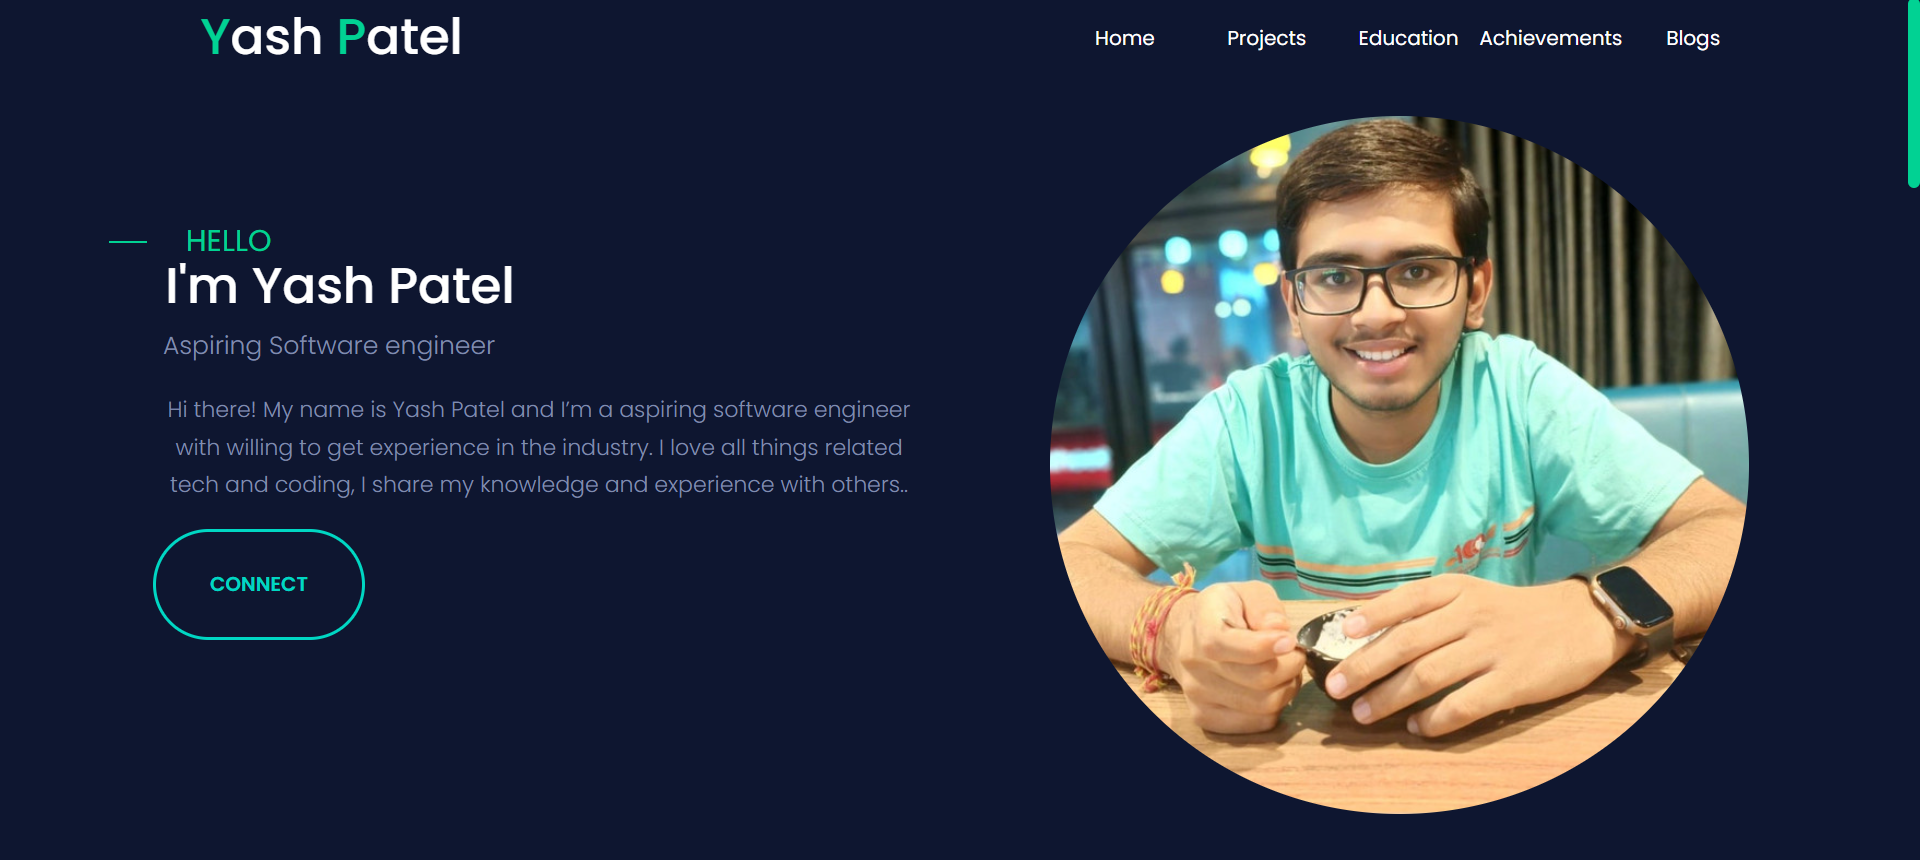 Yash Patel
Home Projects Education Achievements Blogs
HELLO
I'm Yash Patel
Aspiring Software engineer
Hi there! My name is Yash Patel and I’m a aspiring software engineer
with willing to get experience in the industry. I love all things related
tech and coding, I share my knowledge and experience with others..
CONNECT